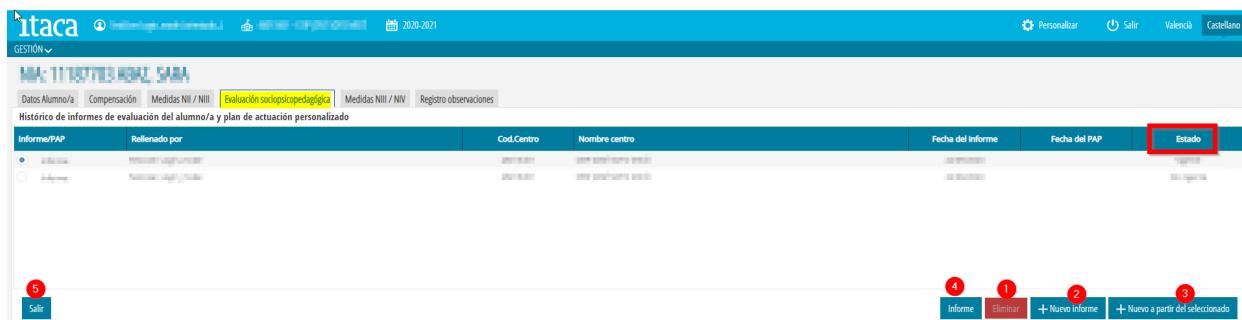 itaca 2020-2021 Personalizar Salir Valencià Castellano
GESTIÓN
Datos Alumno/a Compensación Medidas NII / NIII Evaluación sociopsicopedagógica Medidas NIII / NIV Registro observaciones
Histórico de informes de evaluación del alumno/a y plan de actuación personalizado
Informe/PAP Rellenado por Cod.Centro Nombre centro Fecha del Informe Fecha del PAP Estado
5 4 1 2 3
Salir Informe Eliminar + Nuevo informe + Nuevo a partir del seleccionado